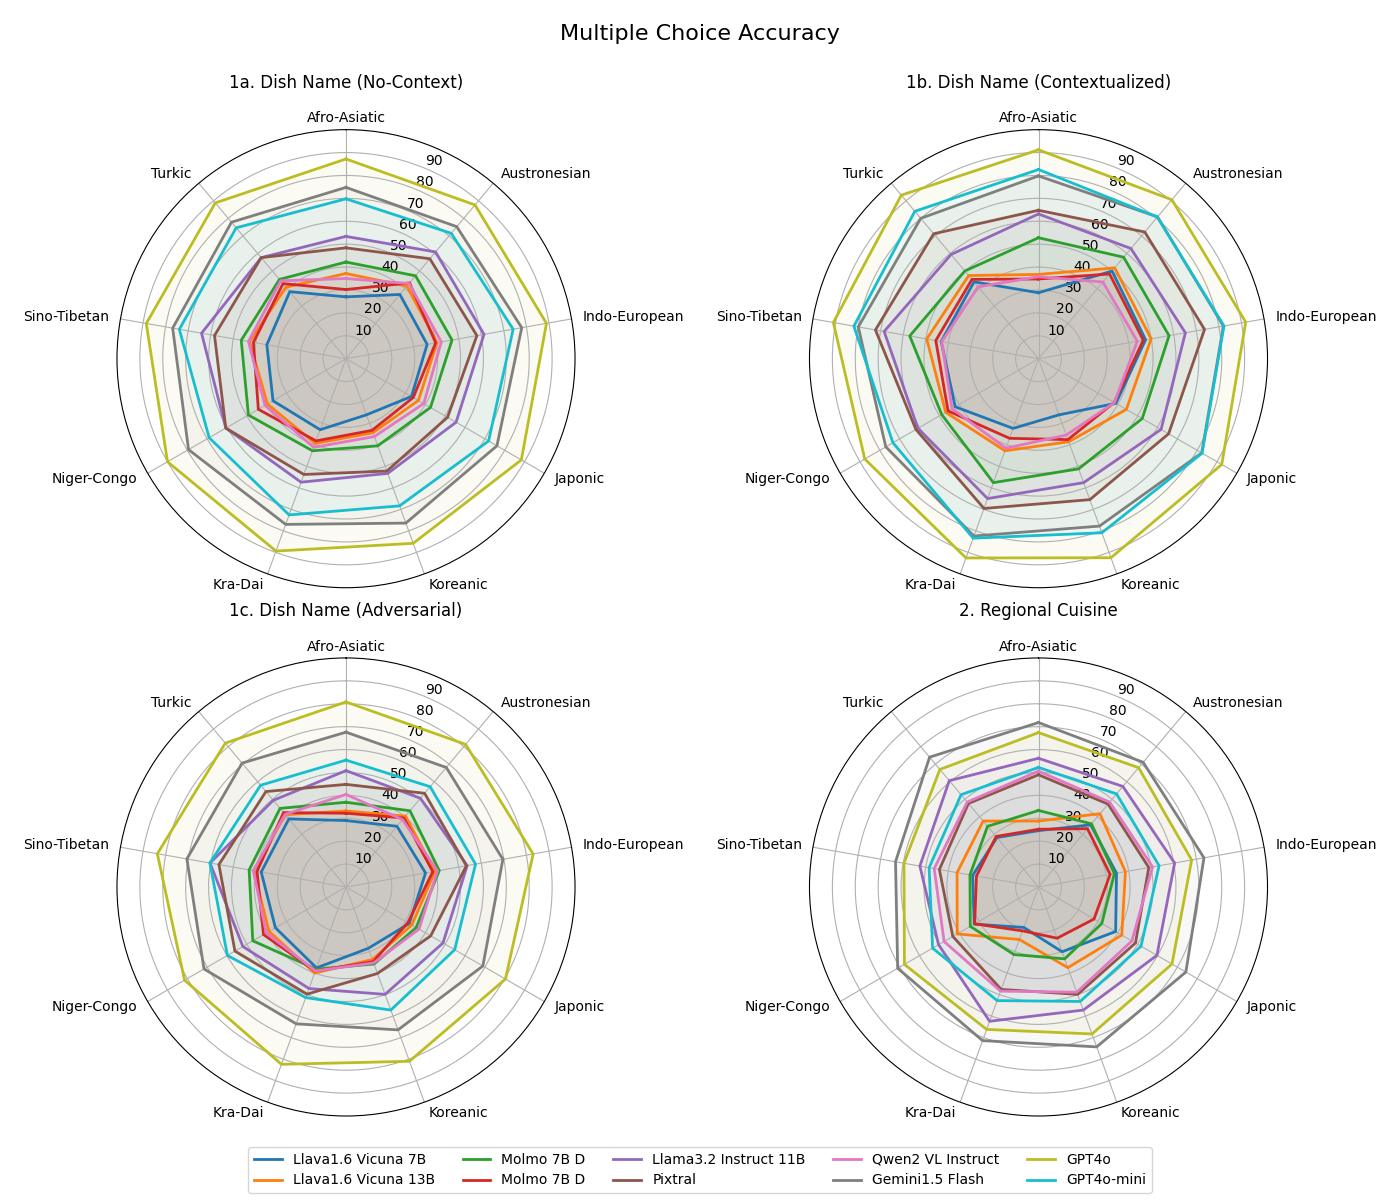 Multiple Choice Accuracy
1a. Dish Name (No-Context)
Afro-Asiatic
Austronesian
Indo-European
Japonic
Koreanic
Kra-Dai
Niger-Congo
Sino-Tibetan
Turkic
10
20
30
40
50
60
70
80
90
1b. Dish Name (Contextualized)
Afro-Asiatic
Austronesian
Indo-European
Japonic
Koreanic
Kra-Dai
Niger-Congo
Sino-Tibetan
Turkic
10
20
30
40
50
60
70
80
90
1c. Dish Name (Adversarial)
Afro-Asiatic
Austronesian
Indo-European
Japonic
Koreanic
Kra-Dai
Niger-Congo
Sino-Tibetan
Turkic
10
20
30
40
50
60
70
80
90
2. Regional Cuisine
Afro-Asiatic
Austronesian
Indo-European
Japonic
Koreanic
Kra-Dai
Niger-Congo
Sino-Tibetan
Turkic
10
20
30
40
50
60
70
80
90
Llava1.6 Vicuna 7B
Llava1.6 Vicuna 13B
Molmo 7B D
Molmo 7B D
Llama3.2 Instruct 11B
Pixtral
Qwen2 VL Instruct
Gemini1.5 Flash
GPT4o
GPT4o-mini